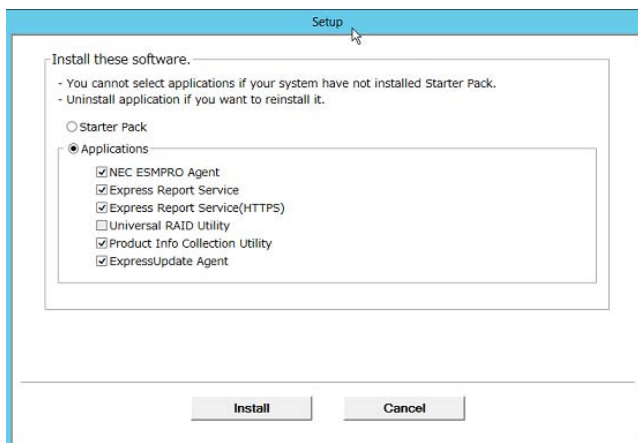 Setup
Install these software.
- You cannot select applications if your system have not installed Starter Pack.
- Uninstall application if you want to reinstall it.
Starter Pack
Applications
NEC ESMPRO Agent
Express Report Service
Express Report Service(HTTPS)
Universal RAID Utility
Product Info Collection Utility
ExpressUpdate Agent
Install Cancel